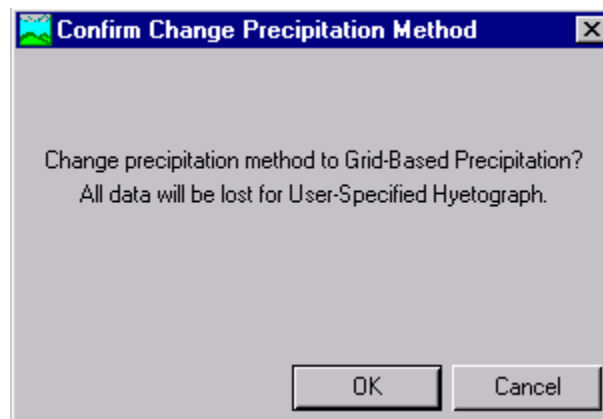 Confirm Change Precipitation Method
Change precipitation method to Grid-Based Precipitation?
All data will be lost for User-Specified Hyetograph.
OK Cancel